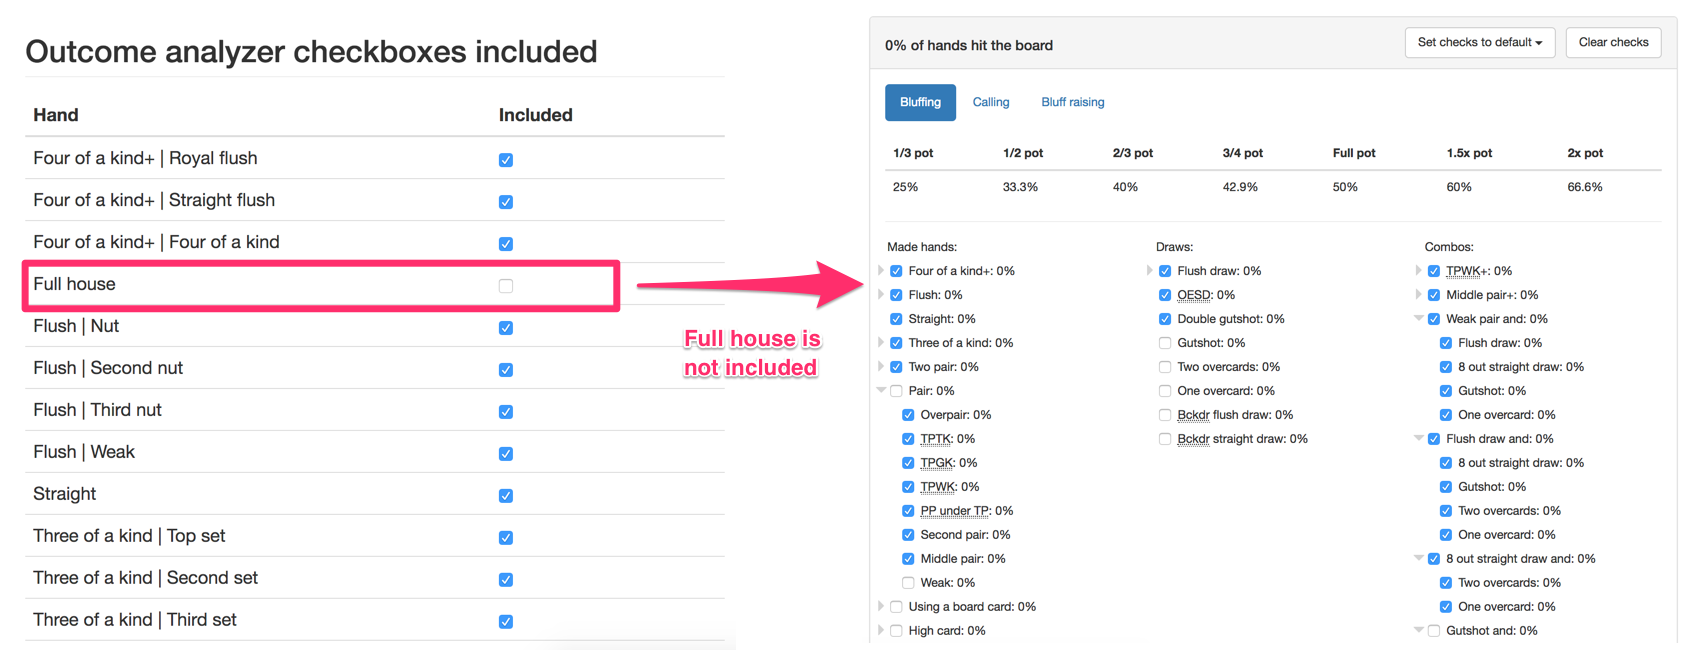 Outcome analyzer checkboxes included
Hand Included
Four of a kind+ | Royal flush
Four of a kind+ | Straight flush
Four of a kind+ | Four of a kind
Full house
Flush | Nut
Flush | Second nut
Flush | Third nut
Flush | Weak
Straight
Three of a kind | Top set
Three of a kind | Second set
Three of a kind | Third set
Full house is
not included
0% of hands hit the board
Set checks to default
Clear checks
Bluffing Calling Bluff raising
1/3 pot 1/2 pot 2/3 pot 3/4 pot Full pot 1.5x pot 2x pot
25% 33.3% 40% 42.9% 50% 60% 66.6%
Made hands:
Four of a kind+: 0%
Flush: 0%
Straight: 0%
Three of a kind: 0%
Two pair: 0%
Pair: 0%
Overpair: 0%
TPTK: 0%
TPGK: 0%
TPWK: 0%
PP under TP: 0%
Second pair: 0%
Middle pair: 0%
Weak: 0%
Using a board card: 0%
High card: 0%
Draws:
Flush draw: 0%
OESD: 0%
Double gutshot: 0%
Gutshot: 0%
Two overcards: 0%
One overcard: 0%
Bckdr flush draw: 0%
Bckdr straight draw: 0%
Combos:
TPWK+: 0%
Middle pair+: 0%
Weak pair and: 0%
Flush draw: 0%
8 out straight draw: 0%
Gutshot: 0%
One overcard: 0%
Flush draw and: 0%
8 out straight draw: 0%
Gutshot: 0%
Two overcards: 0%
One overcard: 0%
8 out straight draw and: 0%
Two overcards: 0%
One overcard: 0%
Gutshot and: 0%